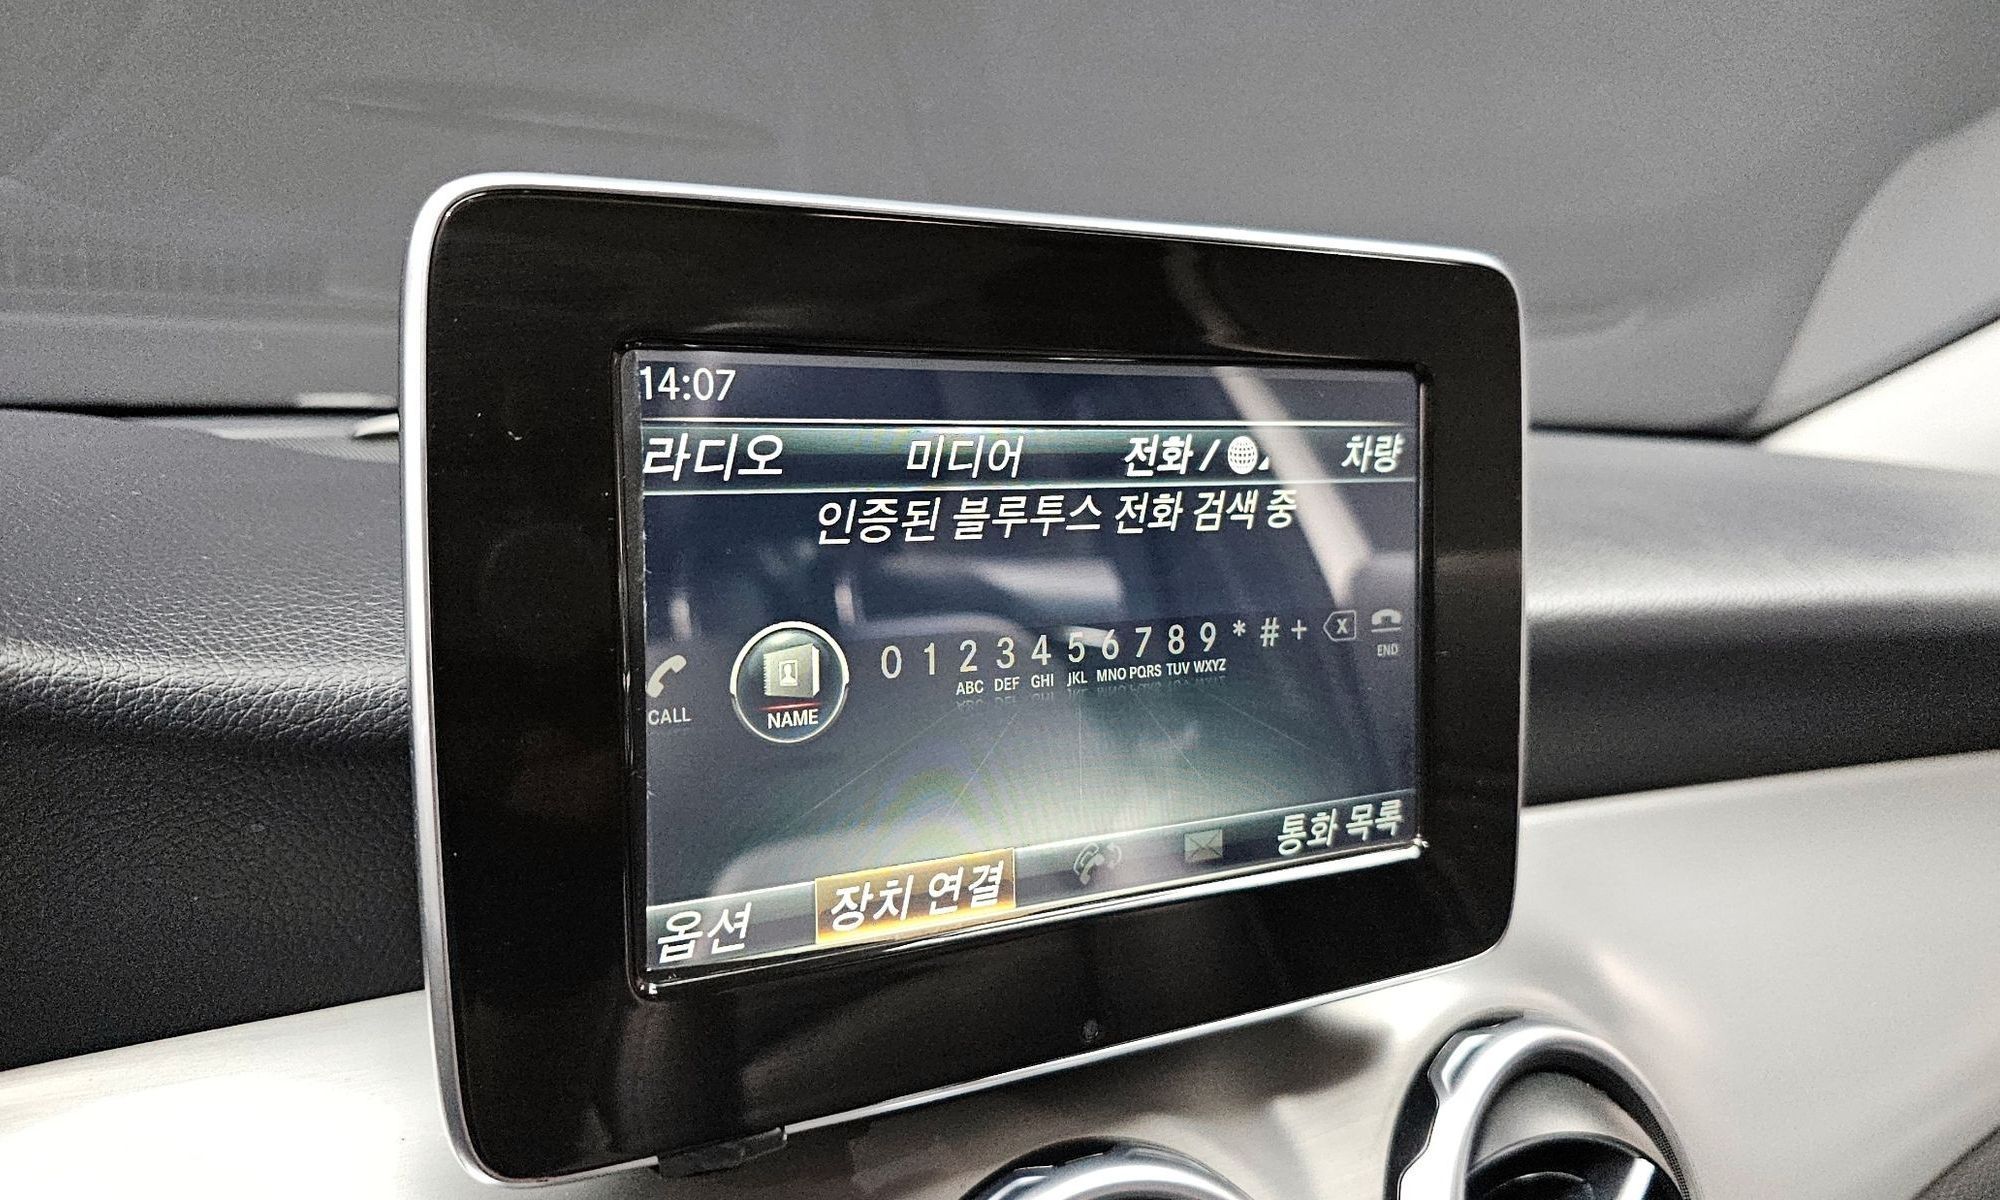 14:07
라디오 미디어 전화 / 차량
인증된 블루투스 전화 검색 중
CALL NAME 0 1 2 3 4 5 6 7 8 9 * # + X END
ABC DEF GHI JKL MNO PQRS TUV WXYZ
옵션 장치 연결 통화 목록